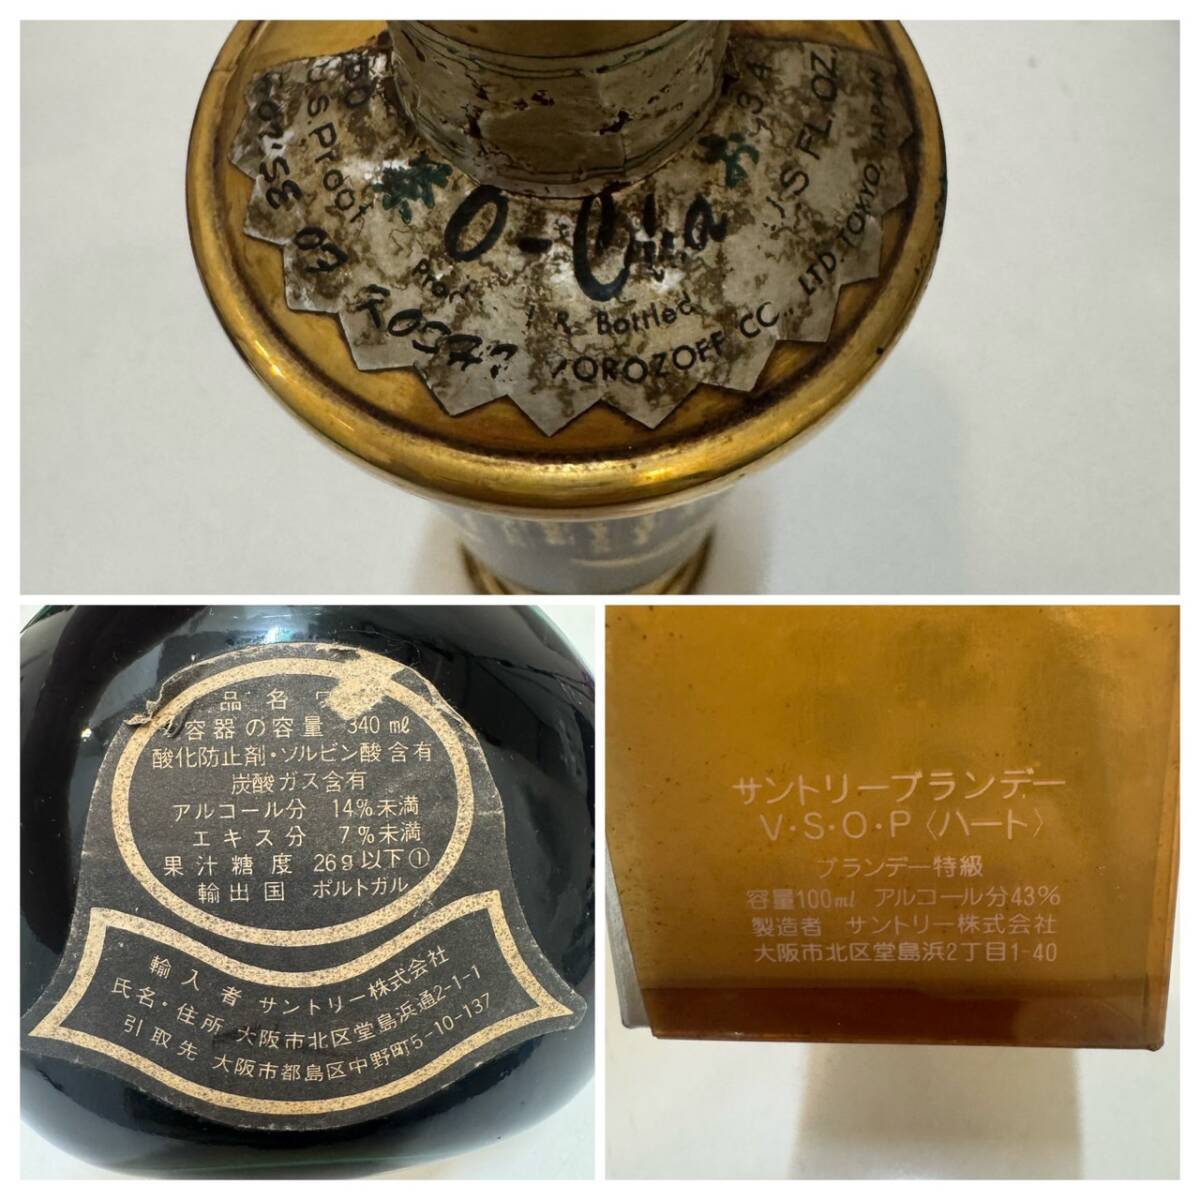 U.S.Proof
O-Cha
3 4
U.S FL. OZ
R. Bottled
OROZOFF CO., LTD. TOKYO, JAPAN
品名
容器の容量 340㎖
酸化防止剤・ソルビン酸含有
炭酸ガス含有
アルコール分 14%未満
エキス分 7%未満
果汁糖度 26g以下①
輸出国 ポルトガル
輸入者 サントリー株式会社
氏名・住所 大阪市北区堂島浜通2-1-1
引取先 大阪市都島区中野町5-10-137
サントリーブランデー
V・S・O・P〈ハート〉
ブランデー特級
容量100㎖ アルコール分43%
製造者 サントリー株式会社
大阪市北区堂島浜2丁目1-40